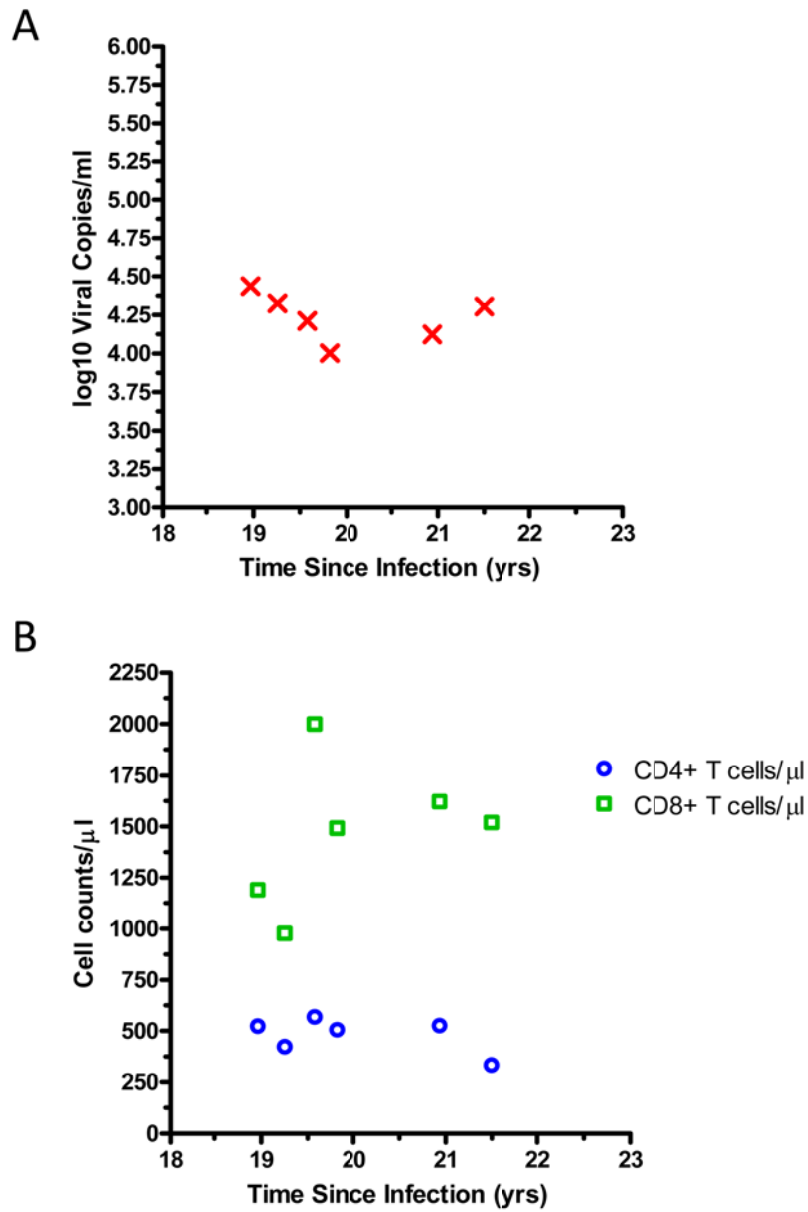 A
6.00
5.75
5.50
5.25
5.00
4.75
4.50
4.25
4.00
3.75
3.50
3.25
3.00
log10 Viral Copies/ml
18 19 20 21 22 23
Time Since Infection (yrs)
B
2250
2000
1750
1500
1250
1000
750
500
250
0
Cell counts/μl
CD4+ T cells/μl
CD8+ T cells/μl
18 19 20 21 22 23
Time Since Infection (yrs)